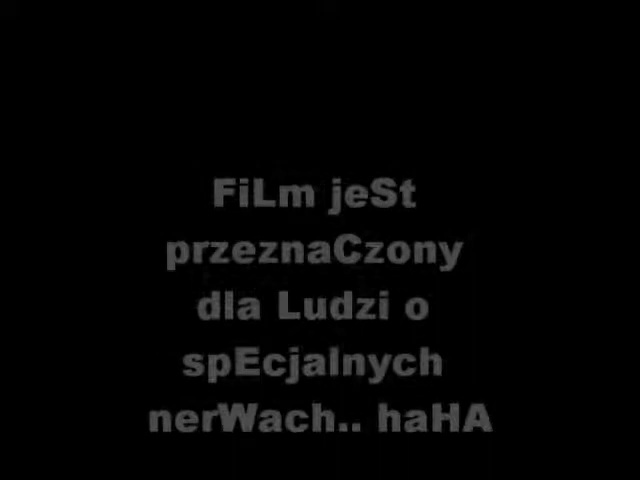 FiLm jeSt
przeznaCzony
dla Ludzi o
spEcjalnych
nerWach.. haHA